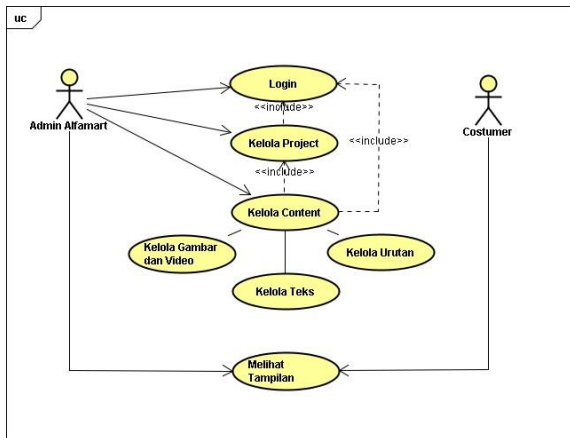 uc
Login
Admin Alfamart
Costumer
<<include>>
Kelola Project
<<include>>
<<include>>
Kelola Content
Kelola Gambar
dan Video
Kelola Urutan
Kelola Teks
Melihat
Tampilan